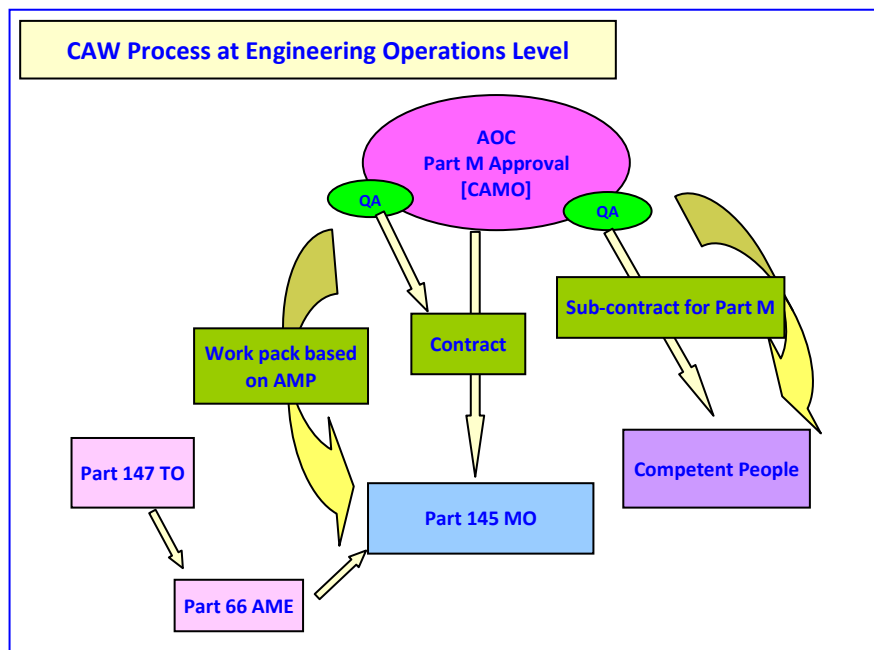 CAW Process at Engineering Operations Level
AOC
Part M Approval
[CAMO]
QA
QA
Sub-contract for Part M
Work pack based
on AMP
Contract
Part 147 TO
Competent People
Part 145 MO
Part 66 AME